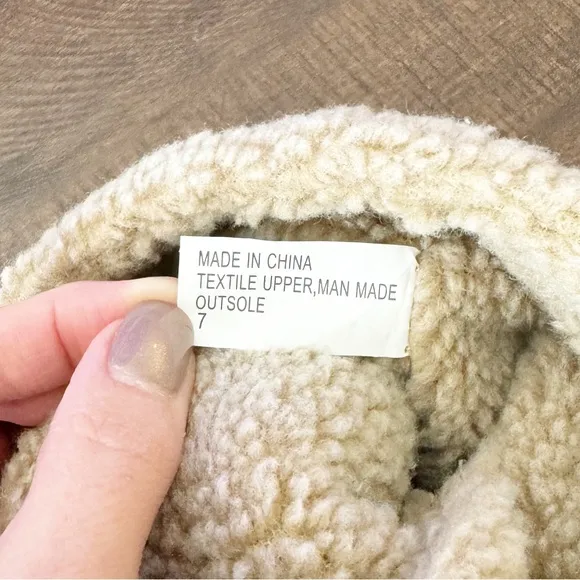 MADE IN CHINA
TEXTILE UPPER,MAN MADE
OUTSOLE
7